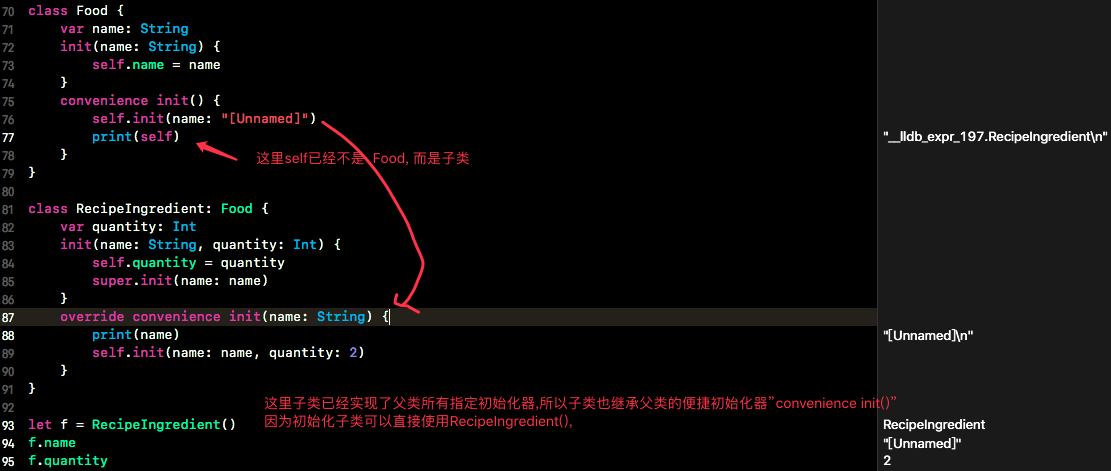 70 class Food {
71     var name: String
72     init(name: String) {
73         self.name = name
74     }
75     convenience init() {
76         self.init(name: "[Unnamed]")
77         print(self) "__lldb_expr_197.RecipeIngredient\n"
这里self已经不是 Food, 而是子类
78     }
79 }
80
81 class RecipeIngredient: Food {
82     var quantity: Int
83     init(name: String, quantity: Int) {
84         self.quantity = quantity
85         super.init(name: name)
86     }
87     override convenience init(name: String) {
88         print(name) "[Unnamed]\n"
89         self.init(name: name, quantity: 2)
90     }
91 }
92
这里子类已经实现了父类所有指定初始化器,所以子类也继承父类的便捷初始化器"convenience init()"
因为初始化子类可以直接使用RecipeIngredient(),
93 let f = RecipeIngredient() RecipeIngredient
94 f.name "[Unnamed]"
95 f.quantity 2